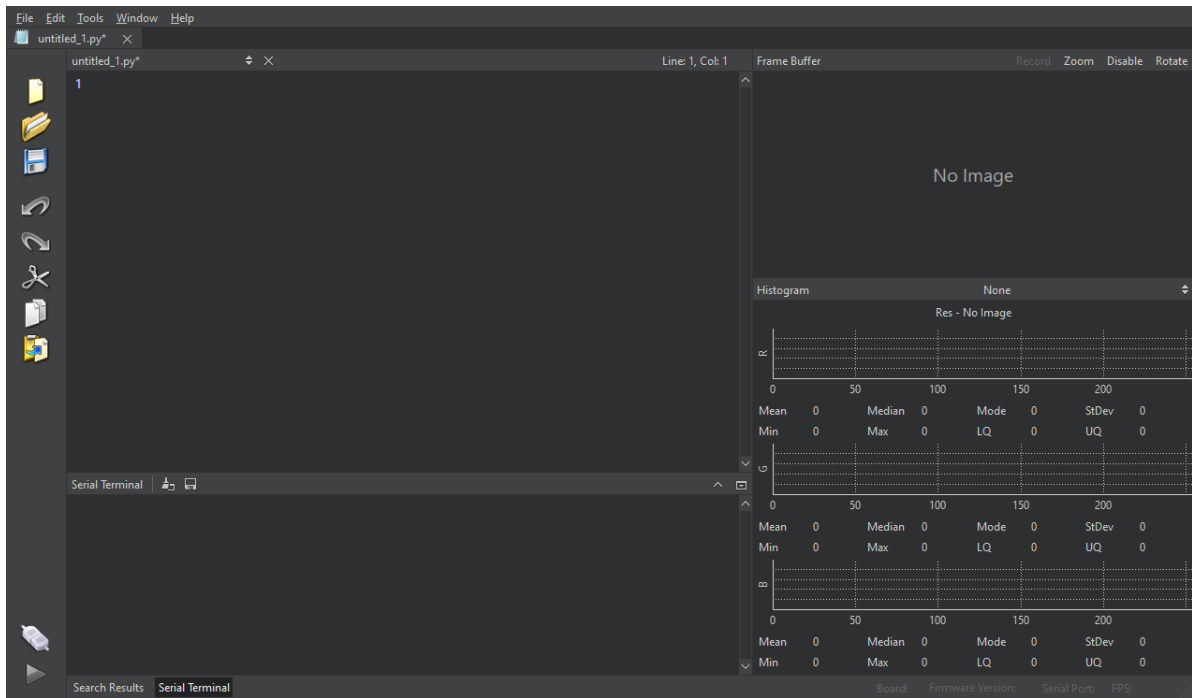 File Edit Tools Window Help
untitled_1.py*
untitled_1.py* Line: 1, Col: 1
1
Frame Buffer Record Zoom Disable Rotate
No Image
Histogram None
Res - No Image
R
0 50 100 150 200
Mean 0 Median 0 Mode 0 StDev 0
Min 0 Max 0 LQ 0 UQ 0
G
0 50 100 150 200
Mean 0 Median 0 Mode 0 StDev 0
Min 0 Max 0 LQ 0 UQ 0
B
0 50 100 150 200
Mean 0 Median 0 Mode 0 StDev 0
Min 0 Max 0 LQ 0 UQ 0
Serial Terminal
Search Results Serial Terminal
Board: Firmware Version: Serial Port: FPS: